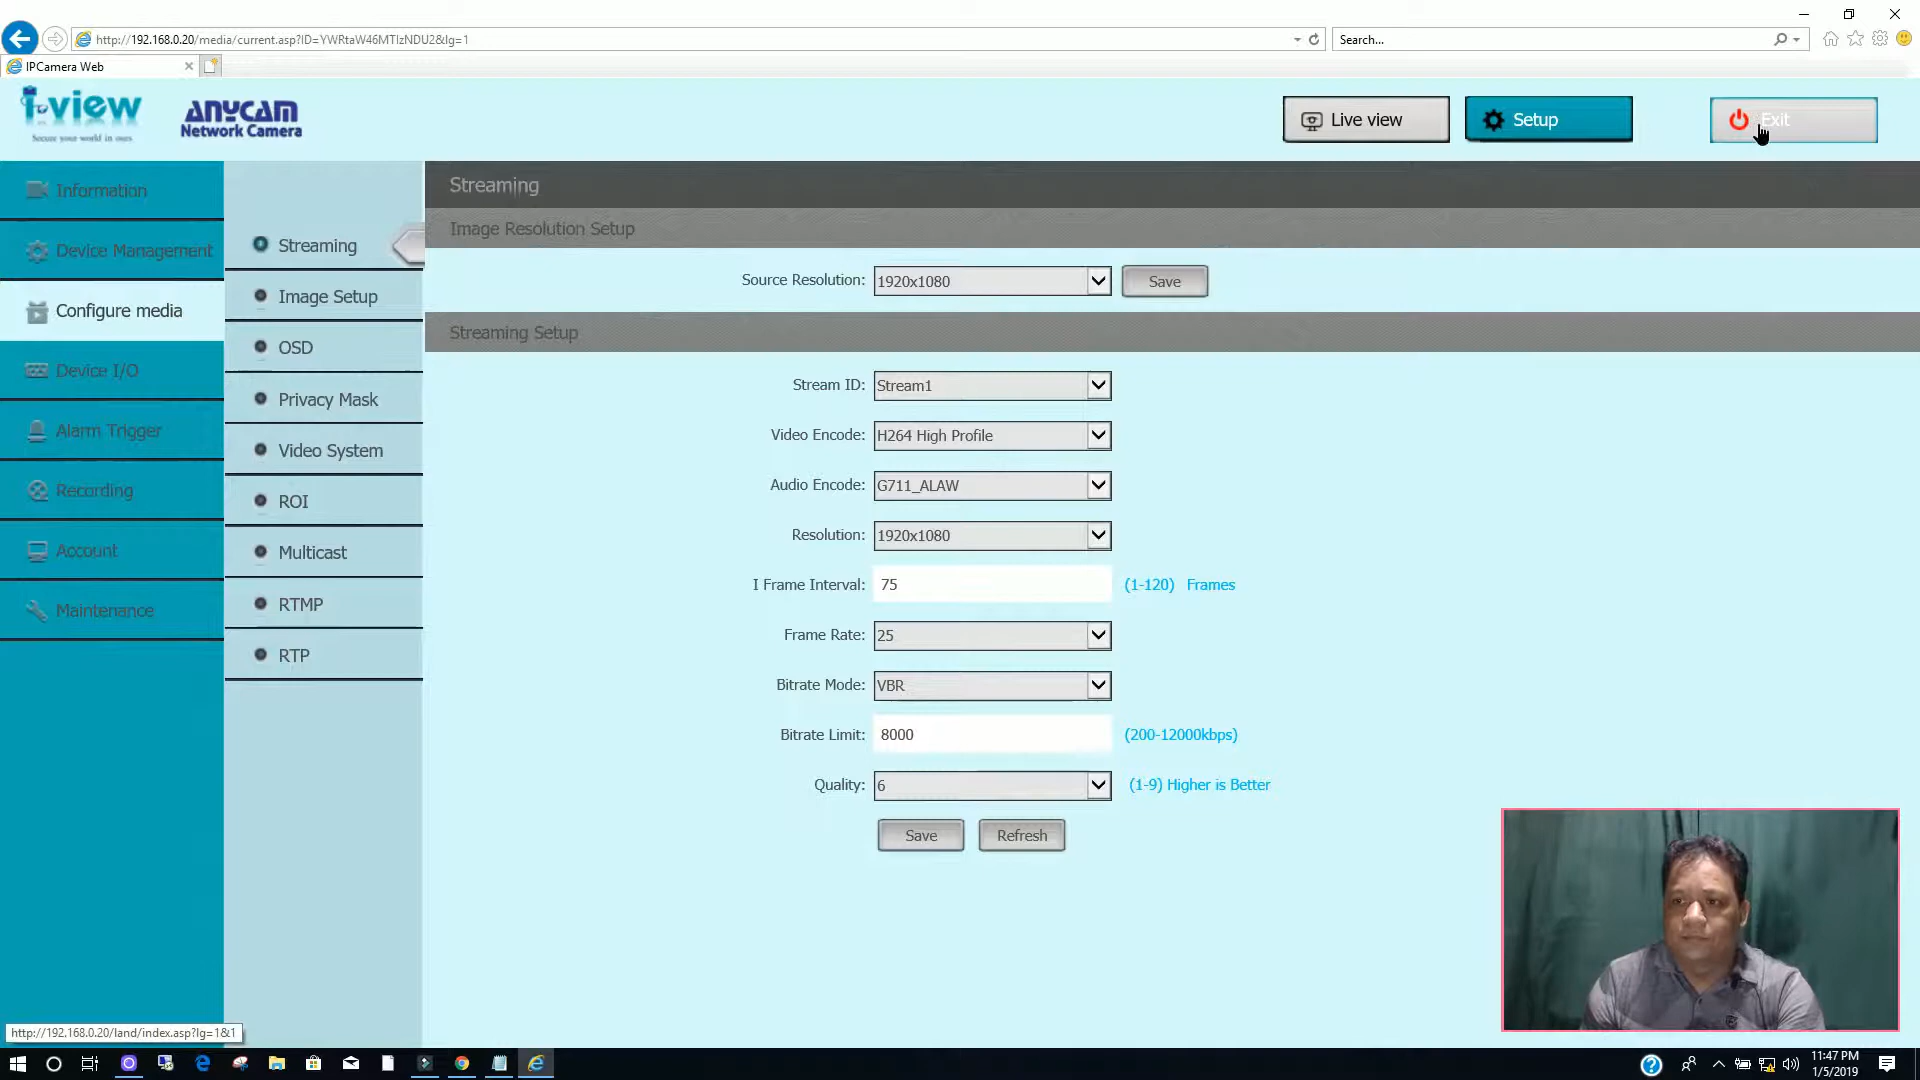 http://192.168.0.20/media/current.asp?ID=YWRtaW46MTIzNDU2&lg=1
Search...
IPCamera Web
i-view
Secure your world in ours
ANYCAM
Network Camera
Live view
Setup
Exit
Information
Device Management
Configure media
Device I/O
Alarm Trigger
Recording
Account
Maintenance
Streaming
Image Setup
OSD
Privacy Mask
Video System
ROI
Multicast
RTMP
RTP
Streaming
Image Resolution Setup
Source Resolution: 1920x1080 Save
Streaming Setup
Stream ID: Stream1
Video Encode: H264 High Profile
Audio Encode: G711_ALAW
Resolution: 1920x1080
I Frame Interval: 75 (1-120) Frames
Frame Rate: 25
Bitrate Mode: VBR
Bitrate Limit: 8000 (200-12000kbps)
Quality: 6 (1-9) Higher is Better
Save Refresh
http://192.168.0.20/land/index.asp?lg=1&1
11:47 PM
1/5/2019